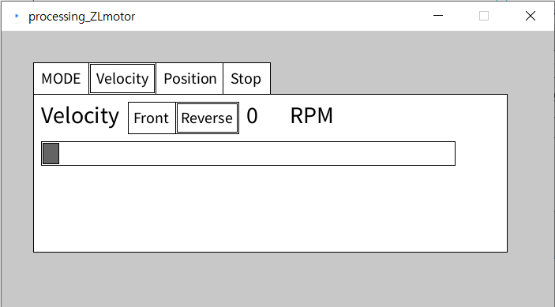 processing_ZLmotor
MODE Velocity Position Stop
Velocity Front Reverse 0 RPM